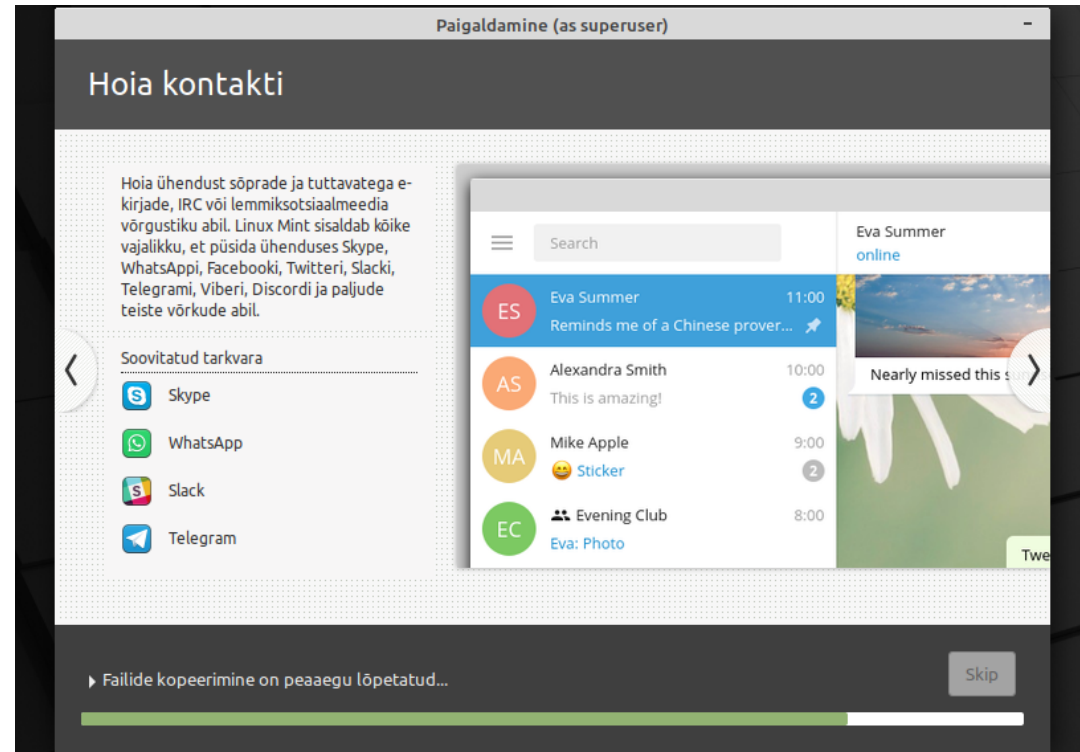 Paigaldamine (as superuser)
Hoia kontakti
Hoia ühendust sõprade ja tuttavatega e-
kirjade, IRC või lemmiksotsiaalmeedia
võrgustiku abil. Linux Mint sisaldab kõike
vajalikku, et püsida ühenduses Skype,
WhatsAppi, Facebooki, Twitteri, Slacki,
Telegrami, Viberi, Discordi ja paljude
teiste võrkude abil.
Soovitatud tarkvara
Skype
WhatsApp
Slack
Telegram
Search
ES
Eva Summer 11:00
Reminds me of a Chinese prover...
AS
Alexandra Smith 10:00
This is amazing! 2
MA
Mike Apple 9:00
😄 Sticker 2
EC
Evening Club 8:00
Eva: Photo
Eva Summer
online
Nearly missed this
Twe
Failide kopeerimine on peaaegu lõpetatud...
Skip